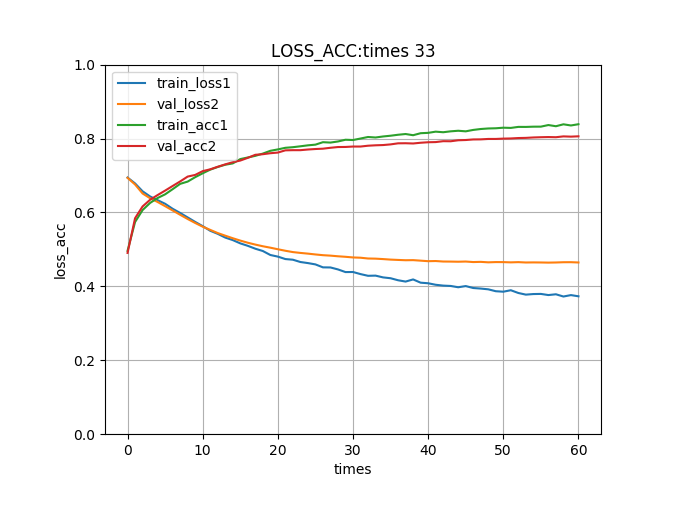 LOSS_ACC:times 33
train_loss1
val_loss2
train_acc1
val_acc2
1.0
0.8
0.6
0.4
0.2
0.0
loss_acc
0 10 20 30 40 50 60
times